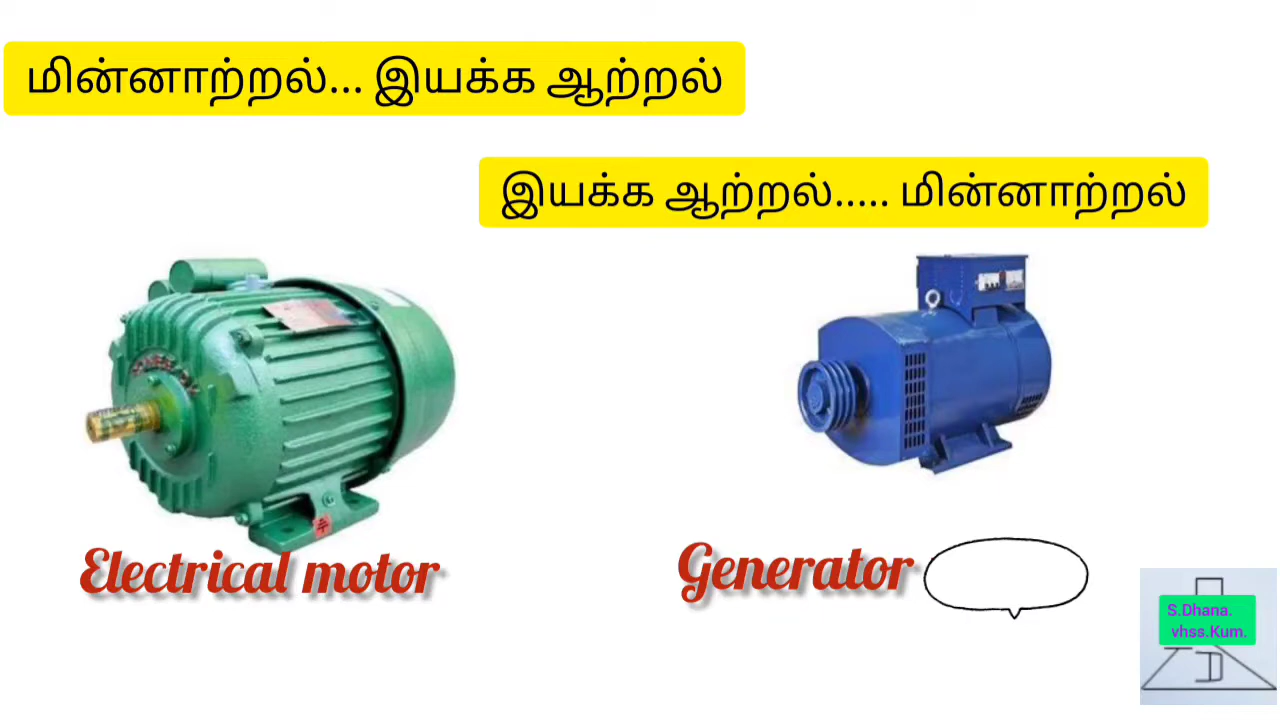 மின்னாற்றல்... இயக்க ஆற்றல்
இயக்க ஆற்றல்..... மின்னாற்றல்
Electrical motor
Generator
S.Dhana.
vhss.Kum.